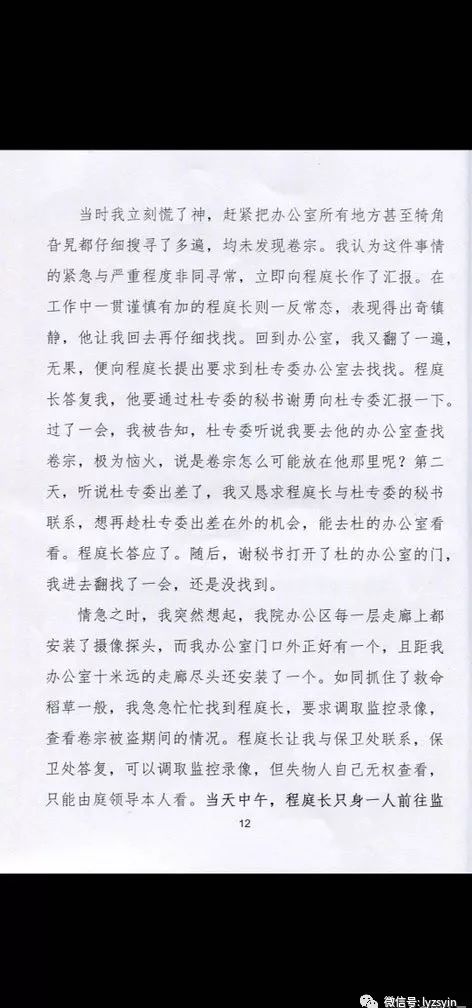 当时我立刻慌了神，赶紧把办公室所有地方甚至犄角
旮旯都仔细搜寻了多遍，均未发现卷宗。我认为这件事情
的紧急与严重程度非同寻常，立即向程庭长作了汇报。在
工作中一贯谨慎有加的程庭长则一反常态，表现得出奇镇
静，他让我回去再仔细找找。回到办公室，我又翻了一遍，
无果，便向程庭长提出要求到杜专委办公室去找找。程庭
长答复我，他要通过杜专委的秘书谢勇向杜专委汇报一下。
过了一会，我被告知，杜专委听说我要去他的办公室查找
卷宗，极为恼火，说是卷宗怎么可能放在他那里呢？第二
天，听说杜专委出差了，我又恳求程庭长与杜专委的秘书
联系，想再趁杜专委出差在外的机会，能去杜的办公室看
看。程庭长答应了。随后，谢秘书打开了杜的办公室的门，
我进去翻找了一会，还是没找到。
情急之时，我突然想起，我院办公区每一层走廊上都
安装了摄像探头，而我办公室门口外正好有一个，且距我
办公室十米远的走廊尽头还安装了一个。如同抓住了救命
稻草一般，我急急忙忙找到程庭长，要求调取监控录像，
查看卷宗被盗期间的情况。程庭长让我与保卫处联系，保
卫处答复，可以调取监控录像，但失物人自己无权查看，
只能由庭领导本人看。当天中午，程庭长只身一人前往监
12
微信号: lyzsyin__